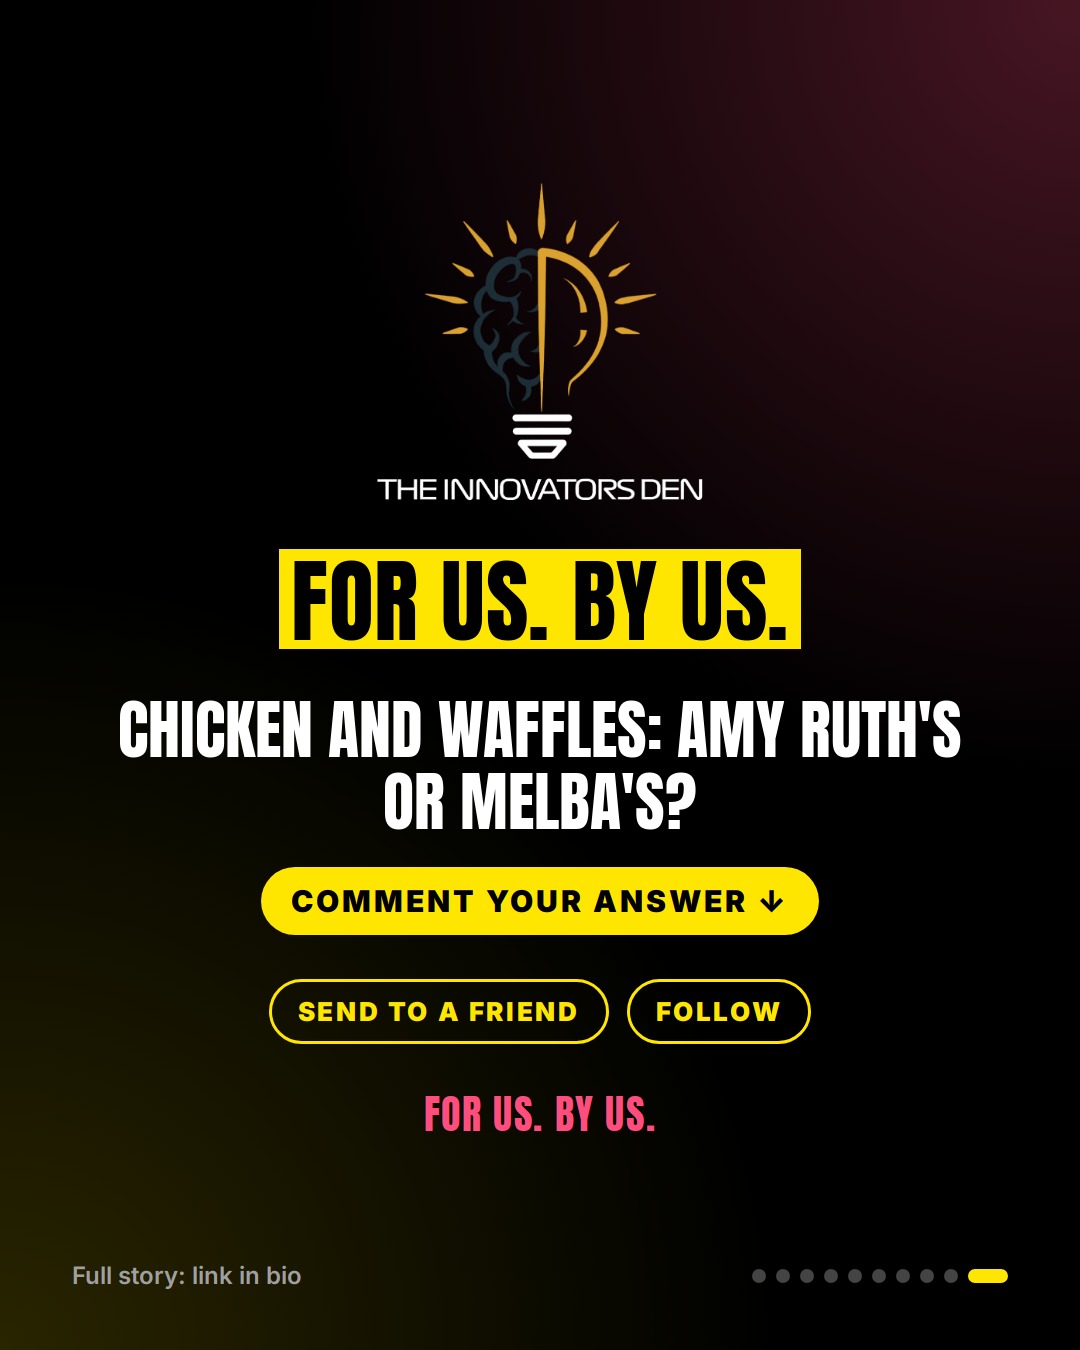 THE INNOVATORS DEN
FOR US. BY US.
CHICKEN AND WAFFLES: AMY RUTH'S
OR MELBA'S?
COMMENT YOUR ANSWER ↓
SEND TO A FRIEND
FOLLOW
FOR US. BY US.
Full story: link in bio